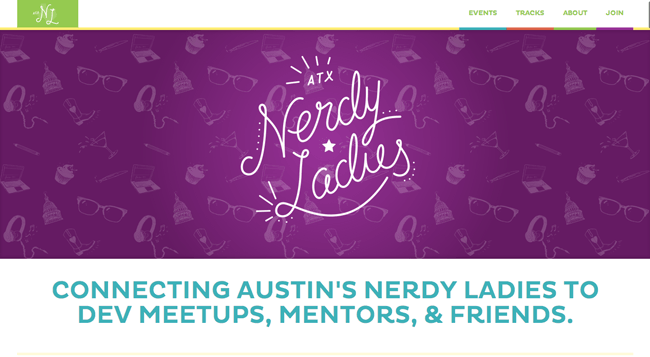 ATX
NL
EVENTS TRACKS ABOUT JOIN
ATX
Nerdy
Ladies
CONNECTING AUSTIN'S NERDY LADIES TO
DEV MEETUPS, MENTORS, & FRIENDS.